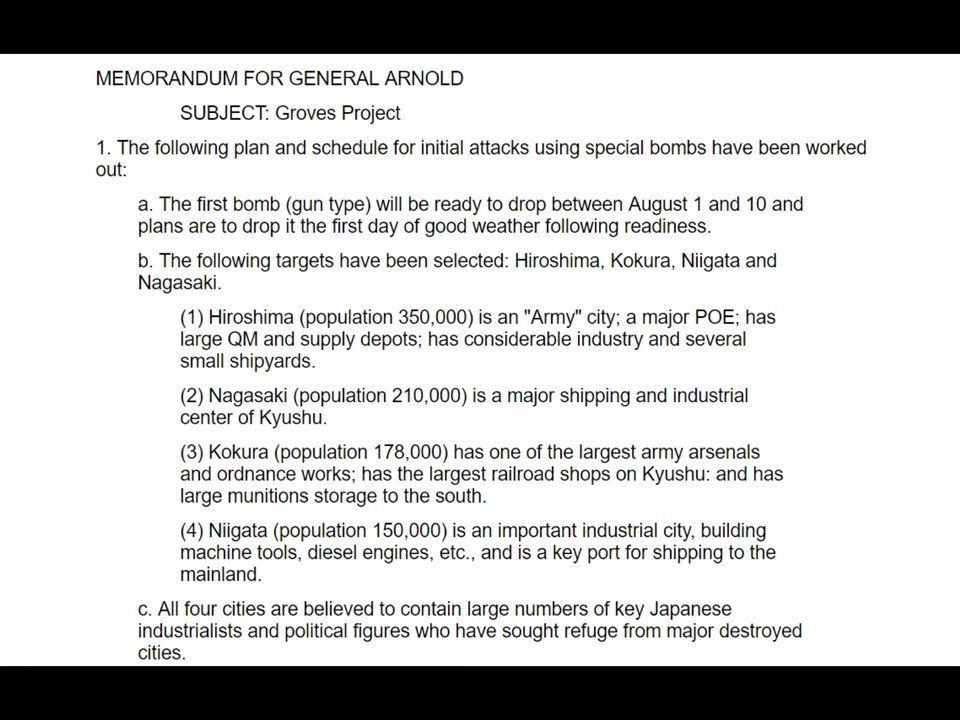 MEMORANDUM FOR GENERAL ARNOLD
SUBJECT: Groves Project
1. The following plan and schedule for initial attacks using special bombs have been worked
out:
a. The first bomb (gun type) will be ready to drop between August 1 and 10 and
plans are to drop it the first day of good weather following readiness.
b. The following targets have been selected: Hiroshima, Kokura, Niigata and
Nagasaki.
(1) Hiroshima (population 350,000) is an "Army" city; a major POE; has
large QM and supply depots; has considerable industry and several
small shipyards.
(2) Nagasaki (population 210,000) is a major shipping and industrial
center of Kyushu.
(3) Kokura (population 178,000) has one of the largest army arsenals
and ordnance works; has the largest railroad shops on Kyushu: and has
large munitions storage to the south.
(4) Niigata (population 150,000) is an important industrial city, building
machine tools, diesel engines, etc., and is a key port for shipping to the
mainland.
c. All four cities are believed to contain large numbers of key Japanese
industrialists and political figures who have sought refuge from major destroyed
cities.